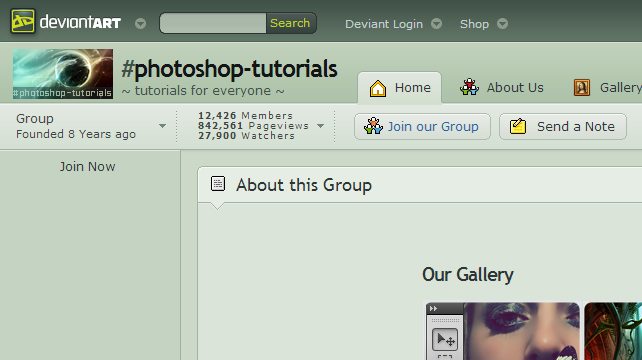 deviantART Search Deviant Login Shop
#photoshop-tutorials
#photoshop-tutorials
~ tutorials for everyone ~
Home About Us Gallery
Group
Founded 8 Years ago
12,426 Members
842,561 Pageviews
27,900 Watchers
Join our Group Send a Note
Join Now
About this Group
Our Gallery